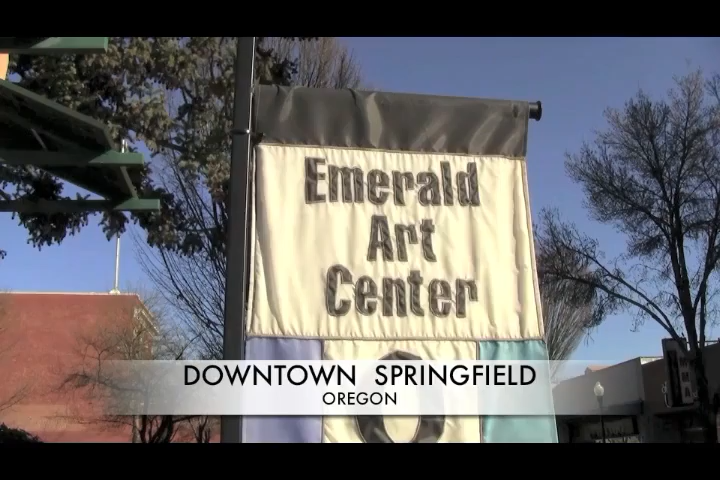 Emerald
Art
Center
DOWNTOWN SPRINGFIELD
OREGON